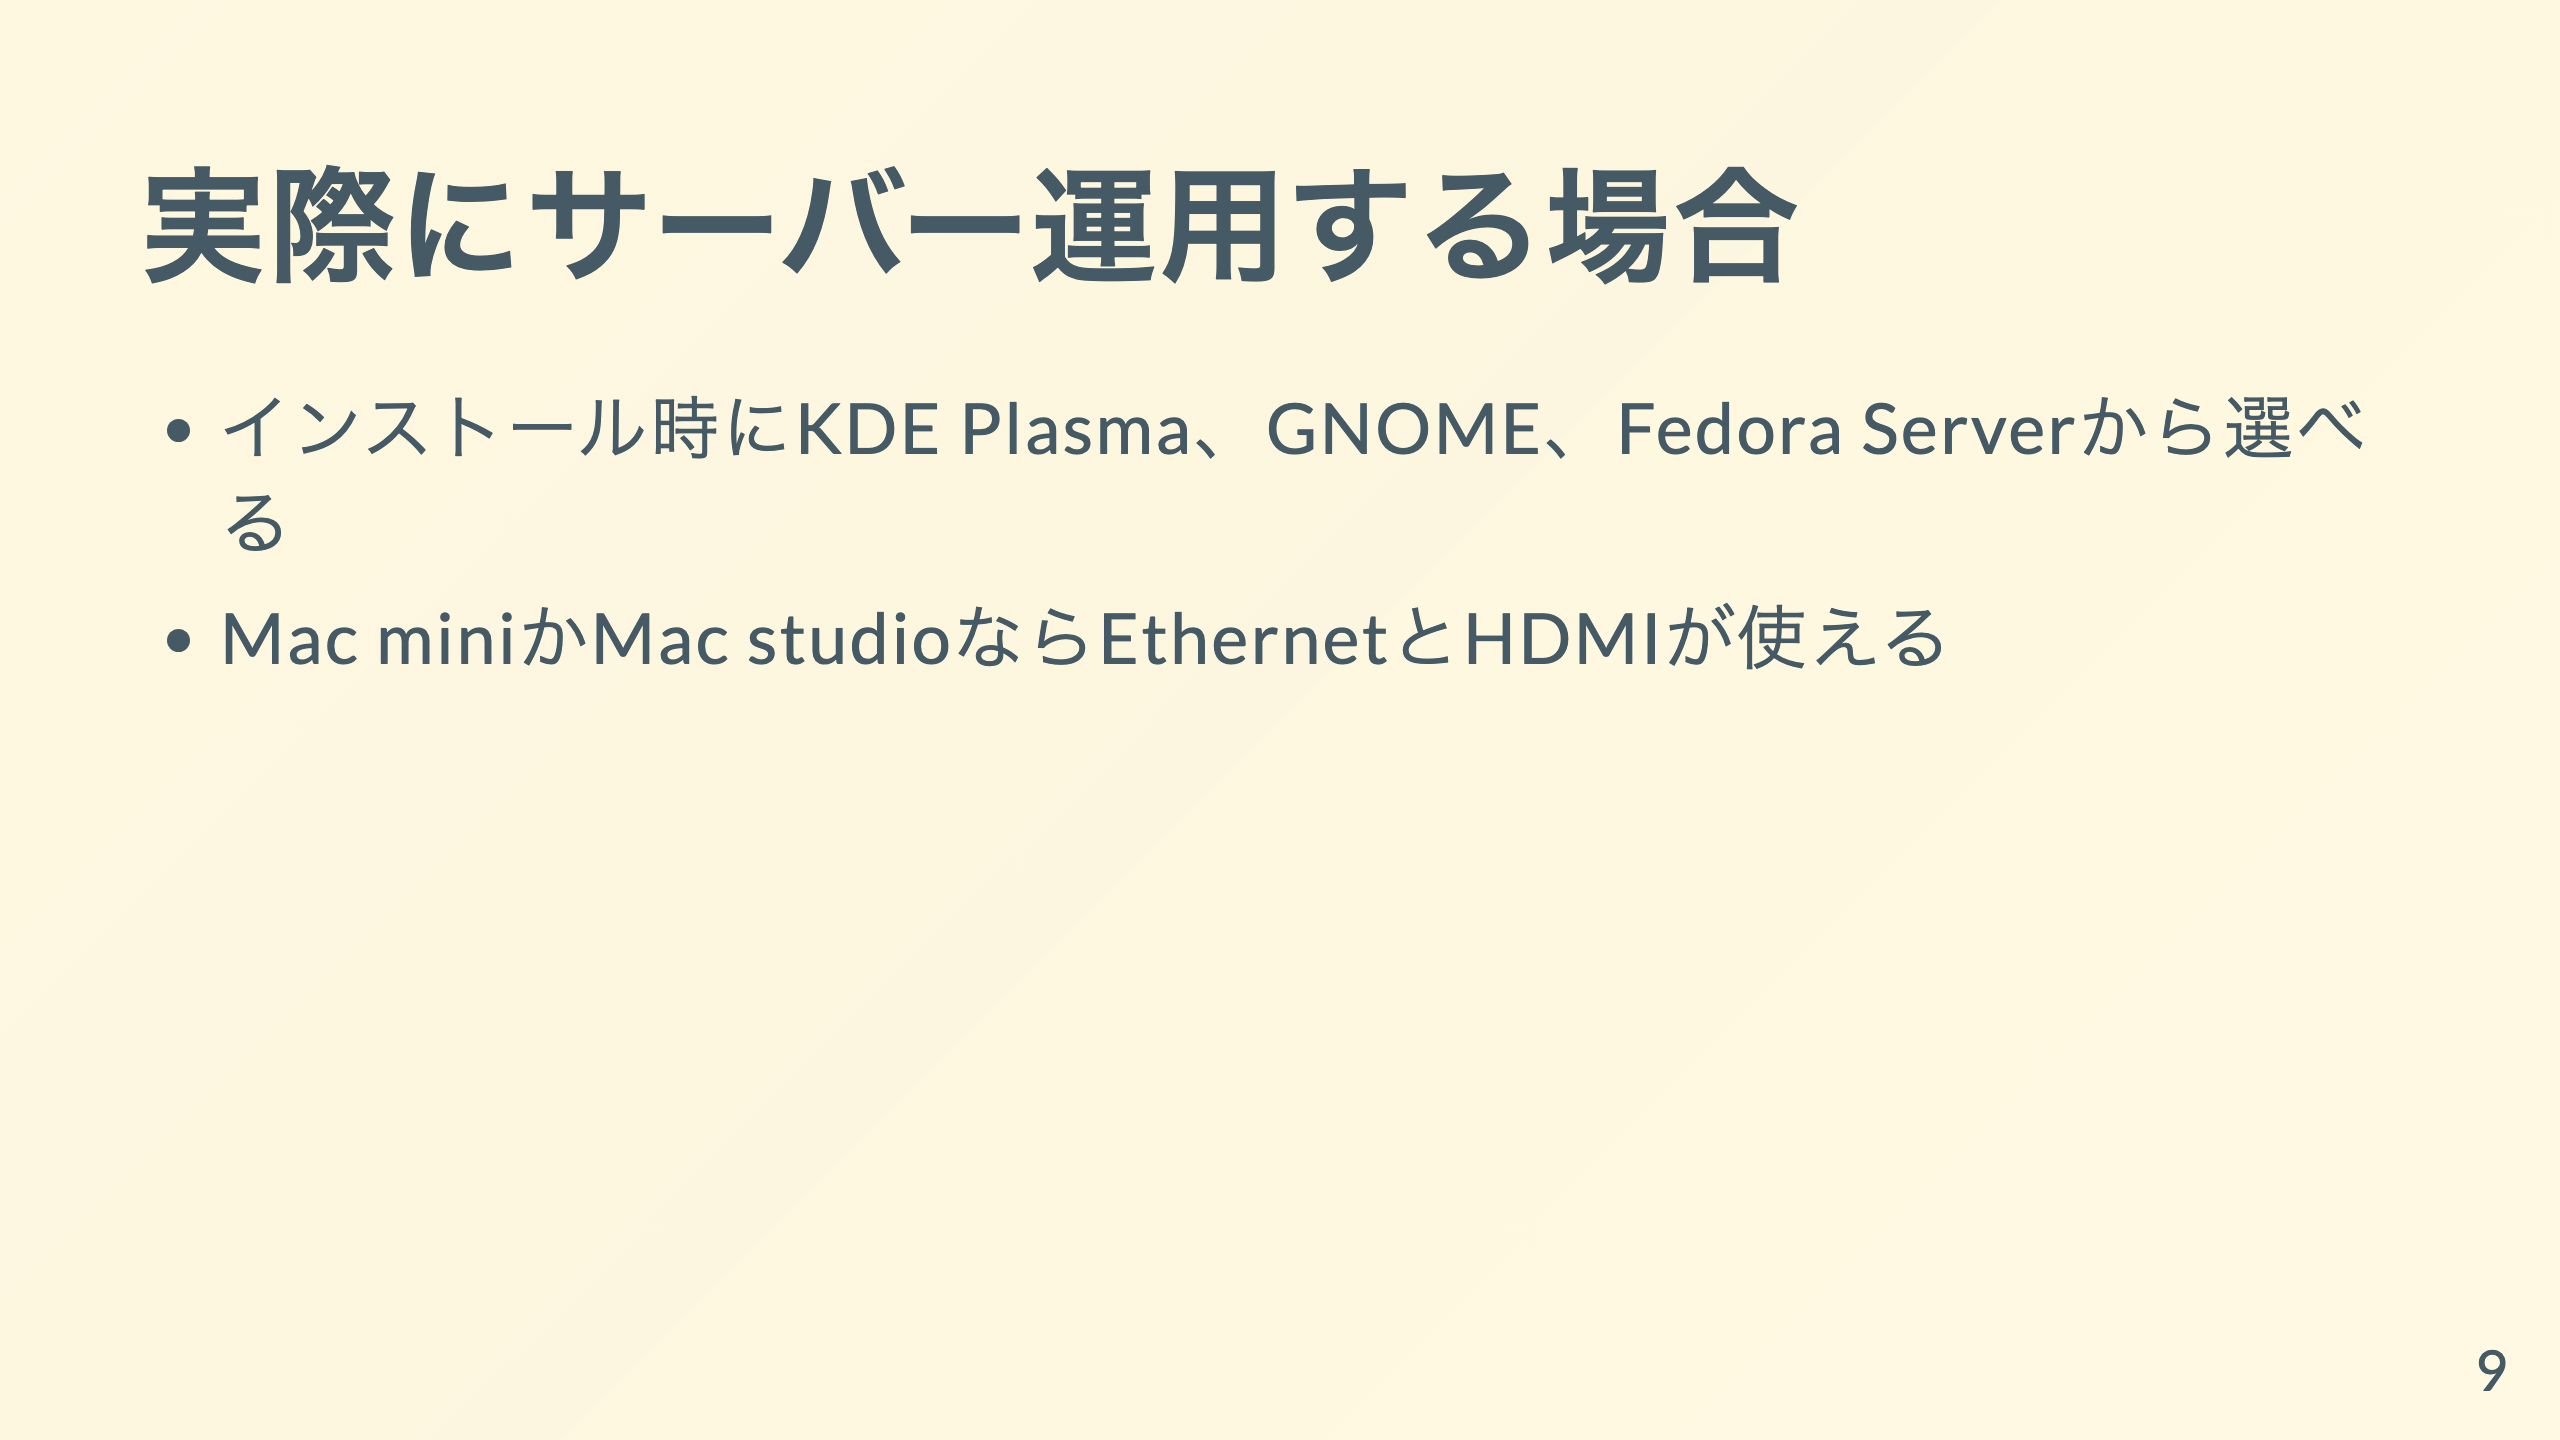 実際にサーバー運用する場合
• インストール時にKDE Plasma、GNOME、Fedora Serverから選べ
る
• Mac miniかMac studioならEthernetとHDMIが使える
9